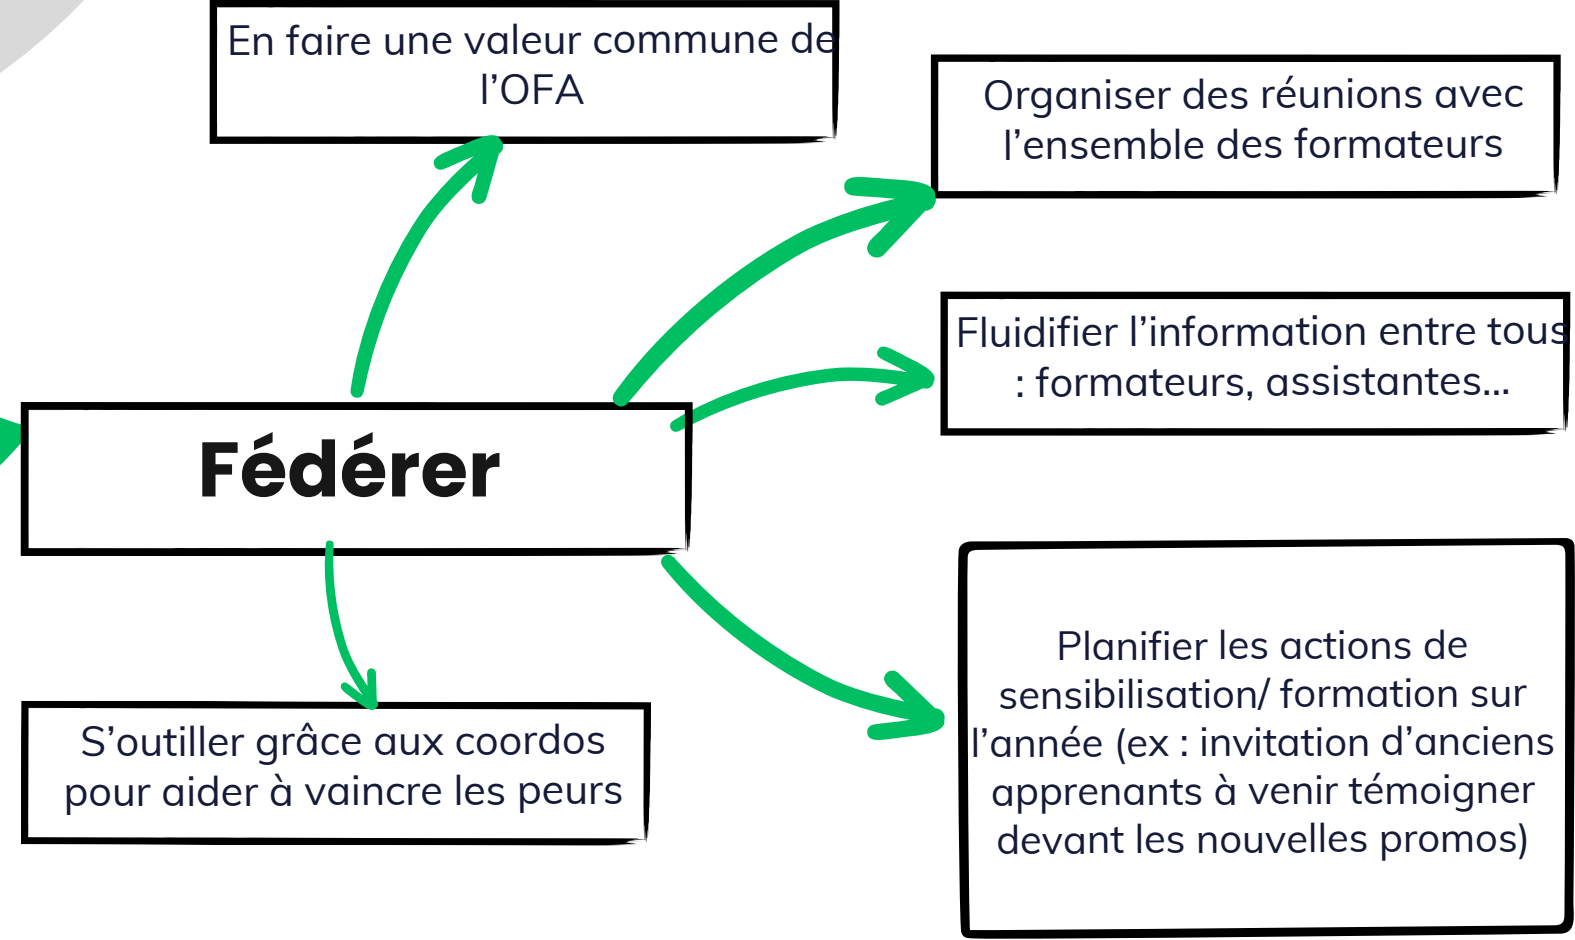 En faire une valeur commune de
l’OFA
Organiser des réunions avec
l’ensemble des formateurs
Fluidifier l’information entre tous
: formateurs, assistantes...
Fédérer
S’outiller grâce aux coordos
pour aider à vaincre les peurs
Planifier les actions de
sensibilisation/ formation sur
l’année (ex : invitation d’anciens
apprenants à venir témoigner
devant les nouvelles promos)